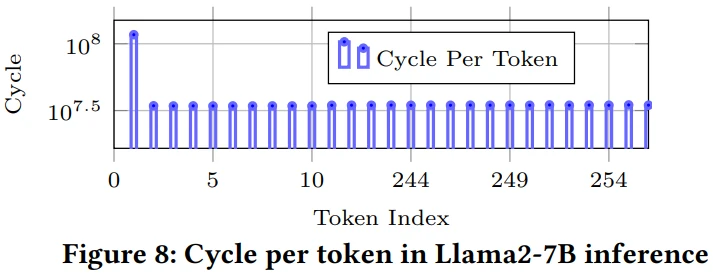 10^8
10^7.5
Cycle
Cycle Per Token
0 5 10 244 249 254
Token Index
Figure 8: Cycle per token in Llama2-7B inference